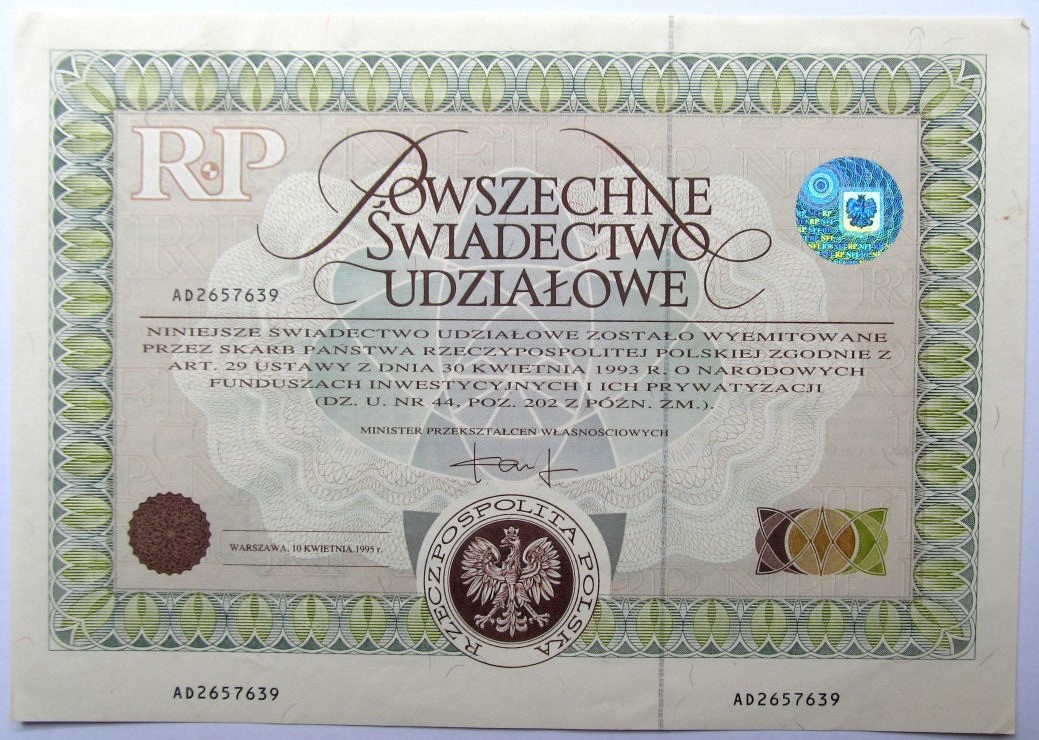 RP
POWSZECHNE
ŚWIADECTWO
UDZIAŁOWE
AD2657639
NINIEJSZE ŚWIADECTWO UDZIAŁOWE ZOSTAŁO WYEMITOWANE
PRZEZ SKARB PAŃSTWA RZECZYPOSPOLITEJ POLSKIEJ ZGODNIE Z
ART. 29 USTAWY Z DNIA 30 KWIETNIA 1993 R. O NARODOWYCH
FUNDUSZACH INWESTYCYJNYCH I ICH PRYWATYZACJI
(DZ. U. NR 44, POZ. 202 Z PÓŹN. ZM.).
MINISTER PRZEKSZTAŁCEŃ WŁASNOŚCIOWYCH
WARSZAWA, 10 KWIETNIA 1995 r.
RZECZPOSPOLITA POLSKA
AD2657639
AD2657639